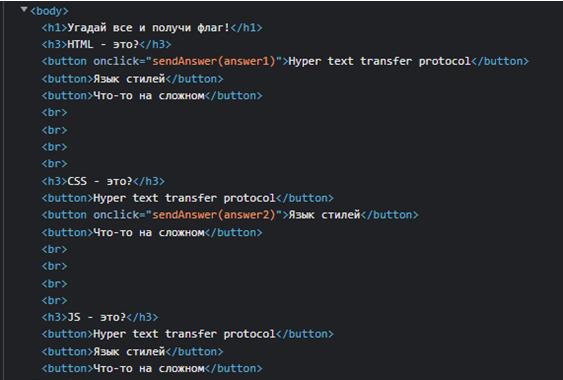 <body>
<h1>Угадай все и получи флаг!</h1>
<h3>HTML - это?</h3>
<button onclick="sendAnswer(answer1)">Hyper text transfer protocol</button>
<button>Язык стилей</button>
<button>Что-то на сложном</button>
<br>
<br>
<br>
<br>
<h3>CSS - это?</h3>
<button>Hyper text transfer protocol</button>
<button onclick="sendAnswer(answer2)">Язык стилей</button>
<button>Что-то на сложном</button>
<br>
<br>
<br>
<br>
<h3>JS - это?</h3>
<button>Hyper text transfer protocol</button>
<button>Язык стилей</button>
<button>Что-то на сложном</button>